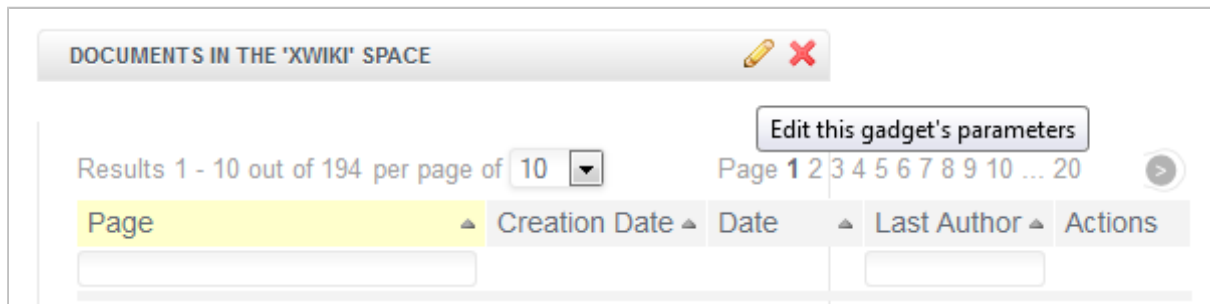 DOCUMENTS IN THE 'XWIKI' SPACE
Edit this gadget's parameters
Results 1 - 10 out of 194 per page of 10 Page 1 2 3 4 5 6 7 8 9 10 ... 20 >
Page Creation Date Date Last Author Actions